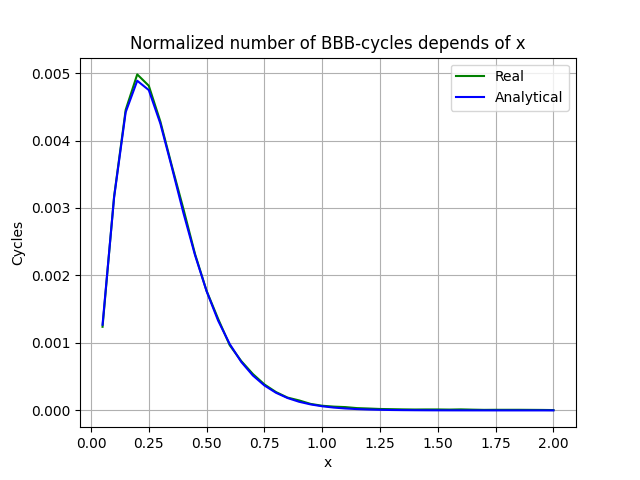 Normalized number of BBB-cycles depends of x
Real
Analytical
Cycles
0.005
0.004
0.003
0.002
0.001
0.000
0.00 0.25 0.50 0.75 1.00 1.25 1.50 1.75 2.00
x